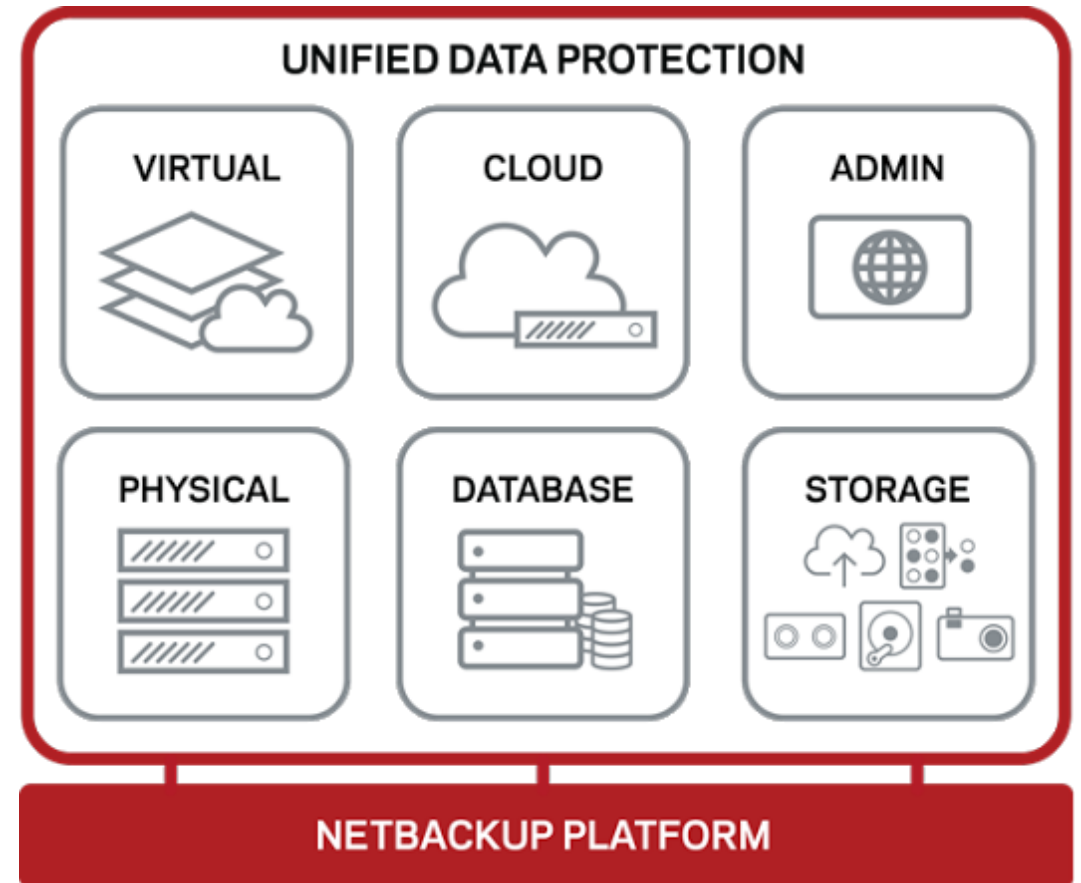 UNIFIED DATA PROTECTION
VIRTUAL
CLOUD
ADMIN
PHYSICAL
DATABASE
STORAGE
NETBACKUP PLATFORM